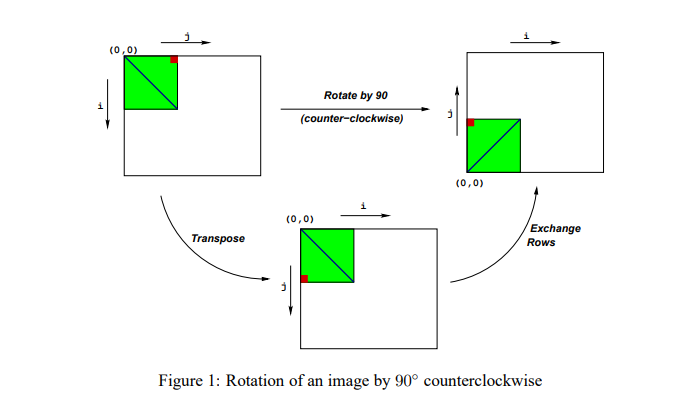 j
(0,0)
i
Rotate by 90
(counter−clockwise)
i
j
(0,0)
Transpose
(0,0)
i
j
Exchange
Rows
Figure 1: Rotation of an image by 90° counterclockwise